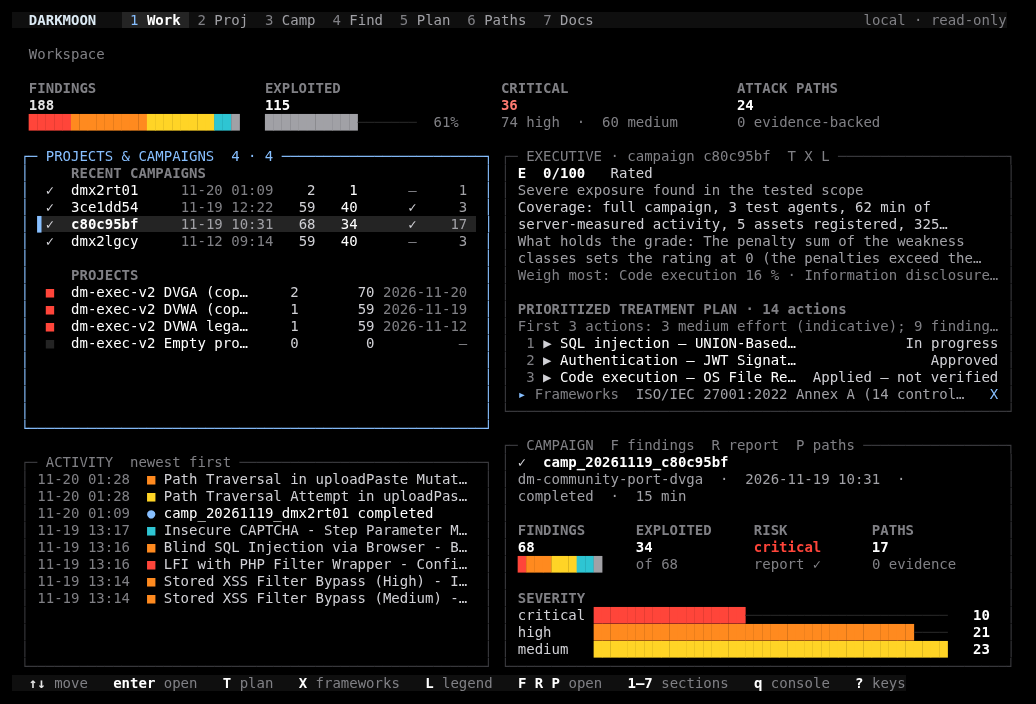 DARKMOON 1 Work 2 Proj 3 Camp 4 Find 5 Plan 6 Paths 7 Docs local · read-only
Workspace
FINDINGS EXPLOITED CRITICAL ATTACK PATHS
188 115 36 24
61% 74 high · 60 medium 0 evidence-backed
PROJECTS & CAMPAIGNS 4 · 4
RECENT CAMPAIGNS
✓ dmx2rt01 11-20 01:09 2 1 — 1
✓ 3ce1dd54 11-19 12:22 59 40 ✓ 3
✓ c80c95bf 11-19 10:31 68 34 ✓ 17
✓ dmx2lgcy 11-12 09:14 59 40 — 3
PROJECTS
■ dm-exec-v2 DVGA (cop… 2 70 2026-11-20
■ dm-exec-v2 DVWA (cop… 1 59 2026-11-19
■ dm-exec-v2 DVWA lega… 1 59 2026-11-12
■ dm-exec-v2 Empty pro… 0 0 —
EXECUTIVE · campaign c80c95bf T X L
E 0/100 Rated
Severe exposure found in the tested scope
Coverage: full campaign, 3 test agents, 62 min of
server-measured activity, 5 assets registered, 325…
What holds the grade: The penalty sum of the weakness
classes sets the rating at 0 (the penalties exceed the…
Weigh most: Code execution 16 % · Information disclosure…
PRIORITIZED TREATMENT PLAN · 14 actions
First 3 actions: 3 medium effort (indicative); 9 finding…
1 ▶ SQL injection — UNION-Based… In progress
2 ▶ Authentication — JWT Signat… Approved
3 ▶ Code execution — OS File Re… Applied — not verified
▸ Frameworks ISO/IEC 27001:2022 Annex A (14 control… X
ACTIVITY newest first
11-20 01:28 ■ Path Traversal in uploadPaste Mutat…
11-20 01:28 ■ Path Traversal Attempt in uploadPas…
11-20 01:09 ● camp_20261119_dmx2rt01 completed
11-19 13:17 ■ Insecure CAPTCHA - Step Parameter M…
11-19 13:16 ■ Blind SQL Injection via Browser - B…
11-19 13:16 ■ LFI with PHP Filter Wrapper - Confi…
11-19 13:14 ■ Stored XSS Filter Bypass (High) - I…
11-19 13:14 ■ Stored XSS Filter Bypass (Medium) -…
CAMPAIGN F findings R report P paths
✓ camp_20261119_c80c95bf
dm-community-port-dvga · 2026-11-19 10:31 ·
completed · 15 min
FINDINGS EXPLOITED RISK PATHS
68 34 critical 17
of 68 report ✓ 0 evidence
SEVERITY
critical 10
high 21
medium 23
↑↓ move enter open T plan X frameworks L legend F R P open 1—7 sections q console ? keys